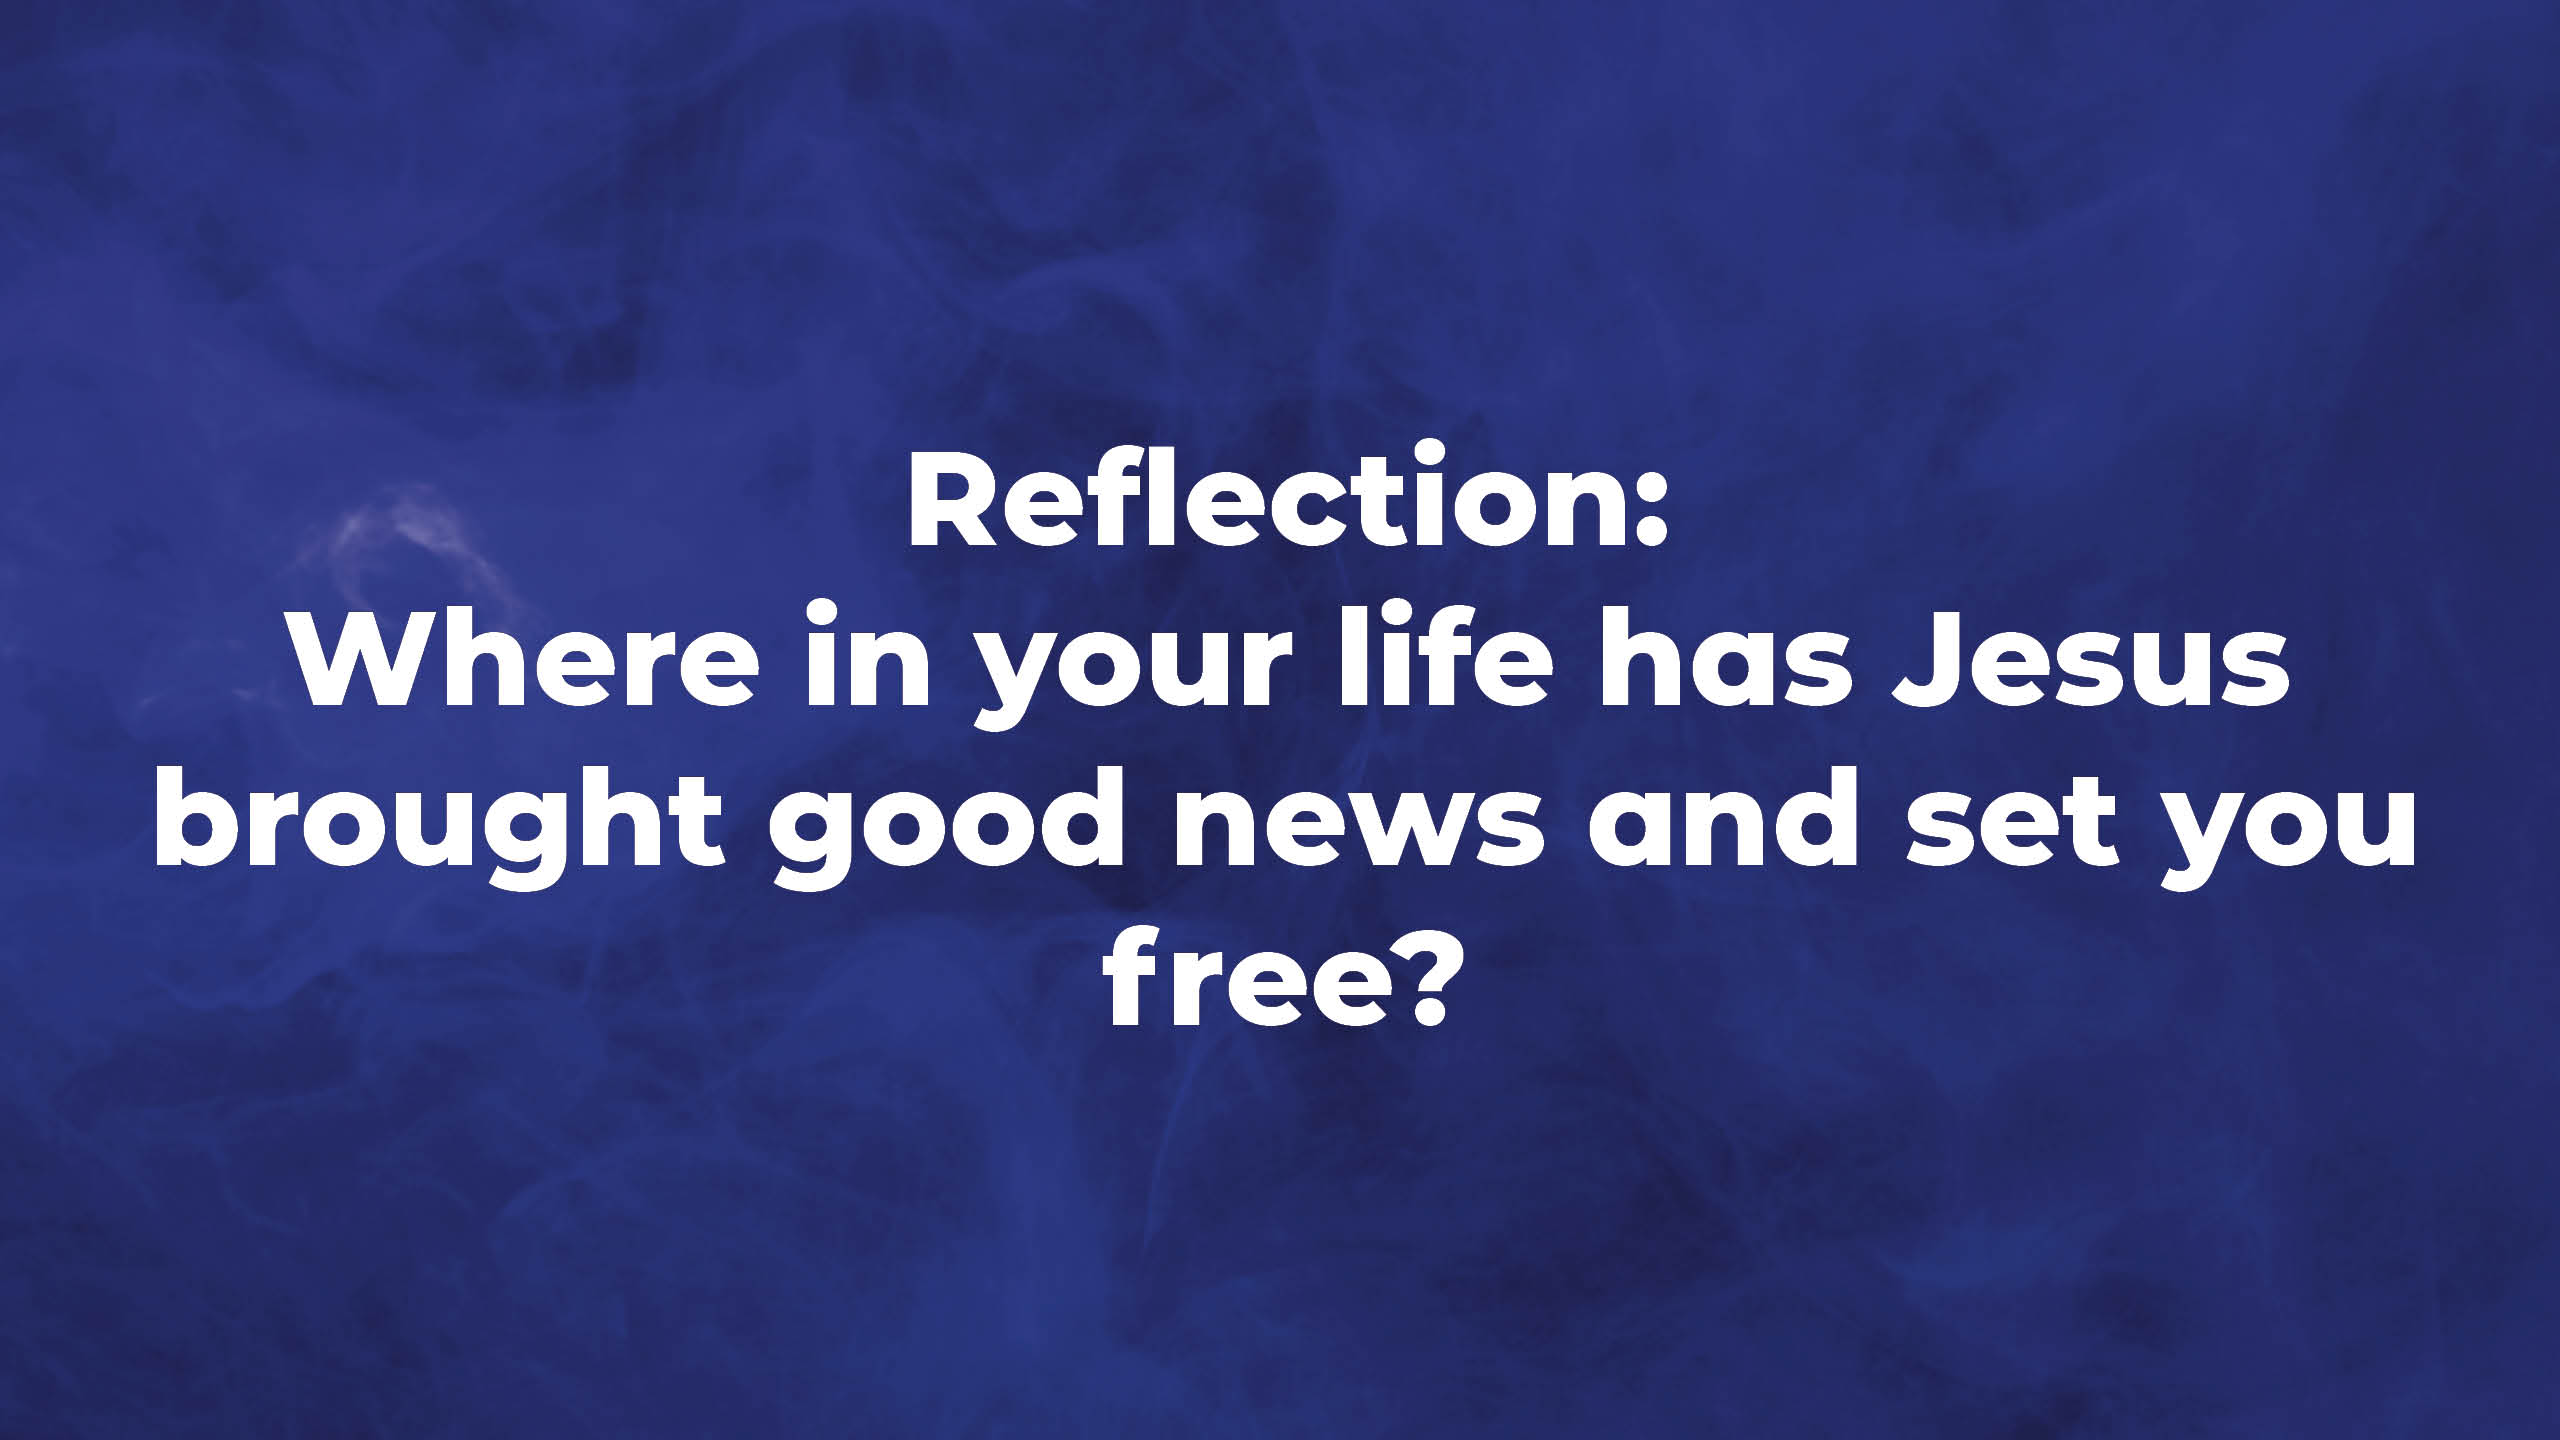 Reflection:
Where in your life has Jesus
brought good news and set you
free?